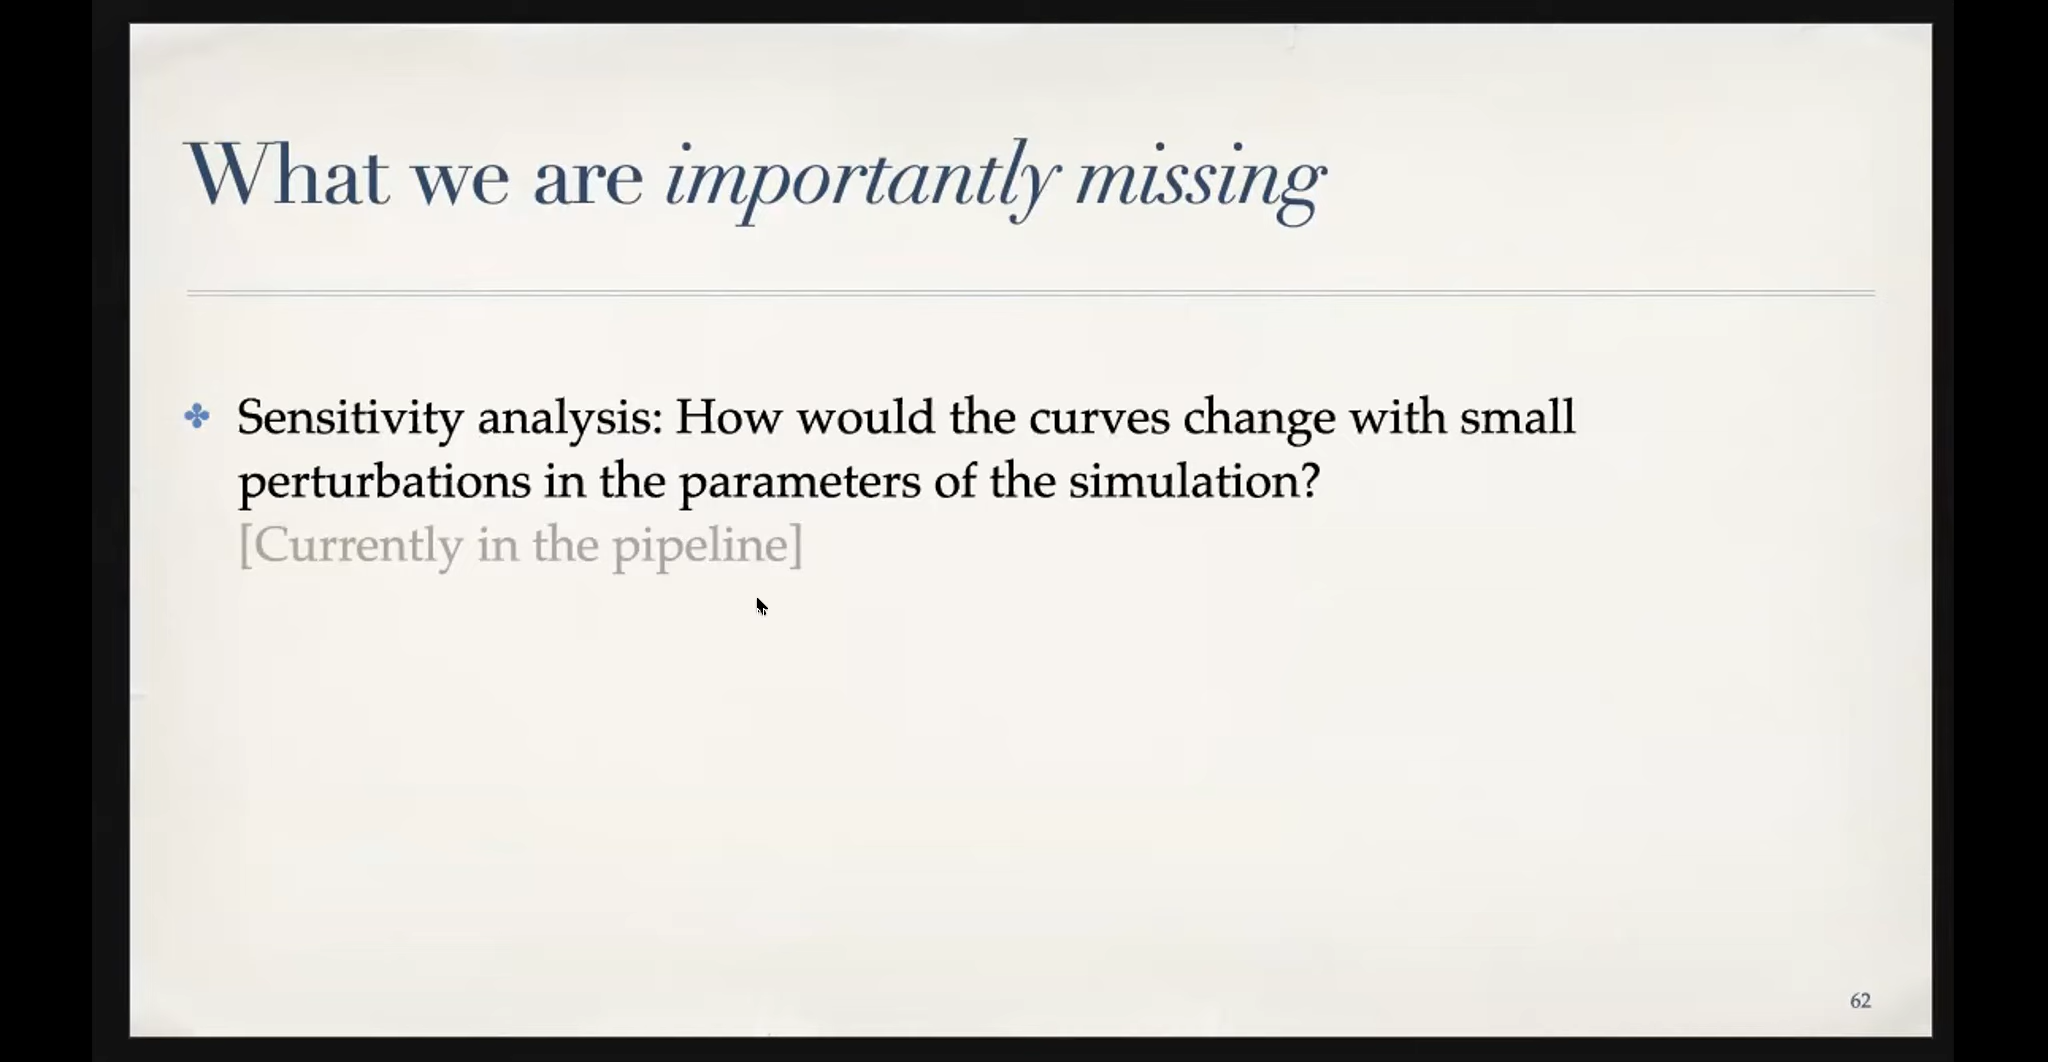 What we are importantly missing
Sensitivity analysis: How would the curves change with small
perturbations in the parameters of the simulation?
[Currently in the pipeline]
62